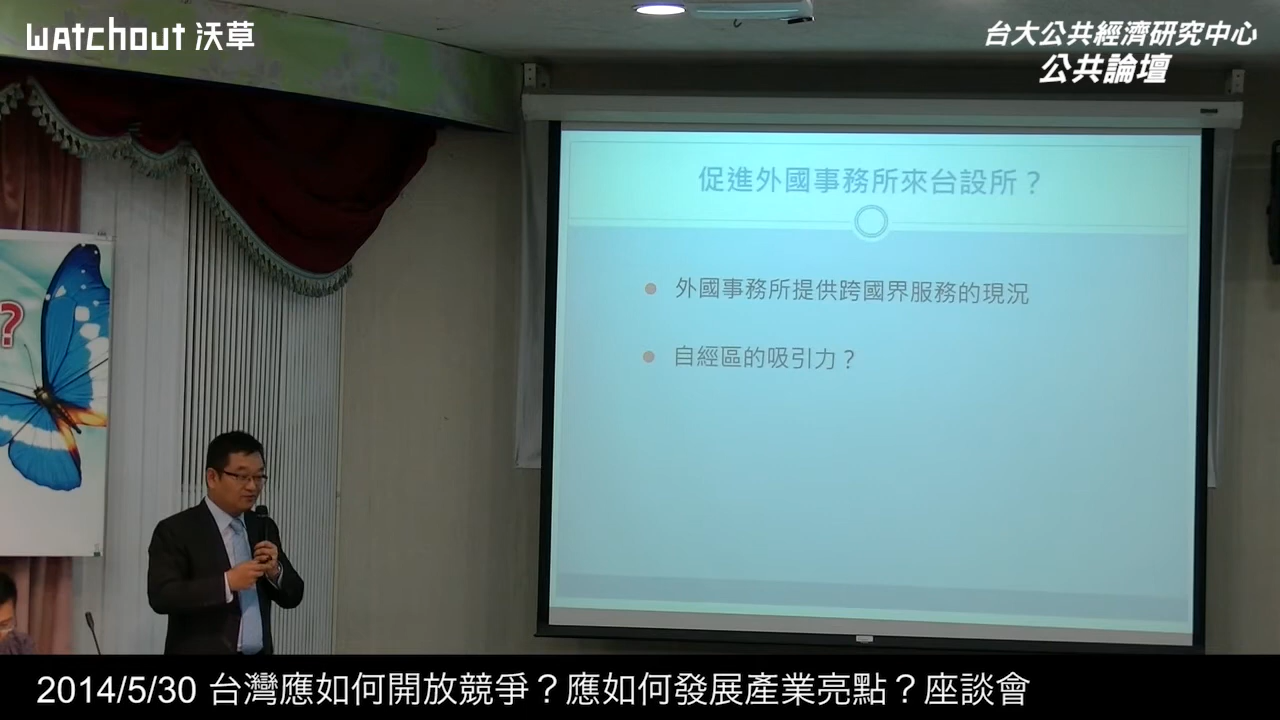 watchout 沃草
台大公共經濟研究中心
公共論壇
促進外國事務所來台設所？
外國事務所提供跨國界服務的現況
自經區的吸引力？
?
2014/5/30 台灣應如何開放競爭？應如何發展產業亮點？座談會